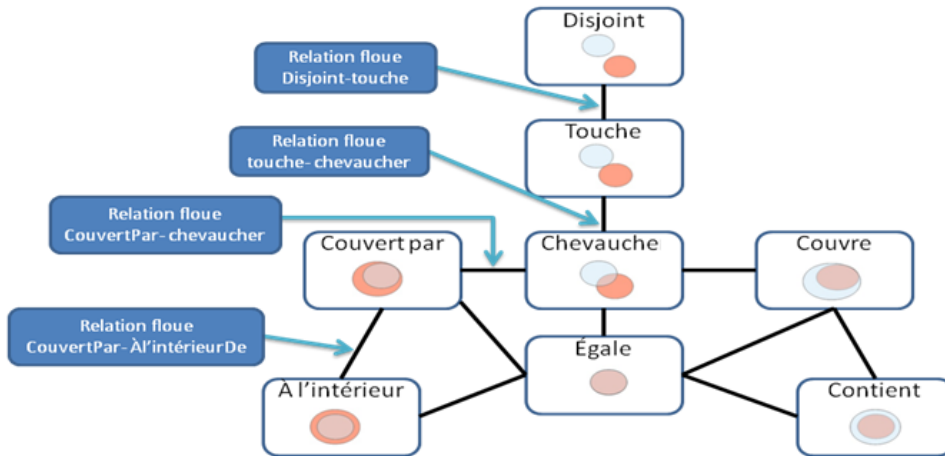 Disjoint
Relation floue
Disjoint-touche
Touche
Relation floue
touche- chevaucher
Relation floue
CouvertPar- chevaucher
Couvert par
Chevauche
Couvre
Relation floue
CouvertPar- Àl’intérieurDe
Égale
À l’intérieur
Contient